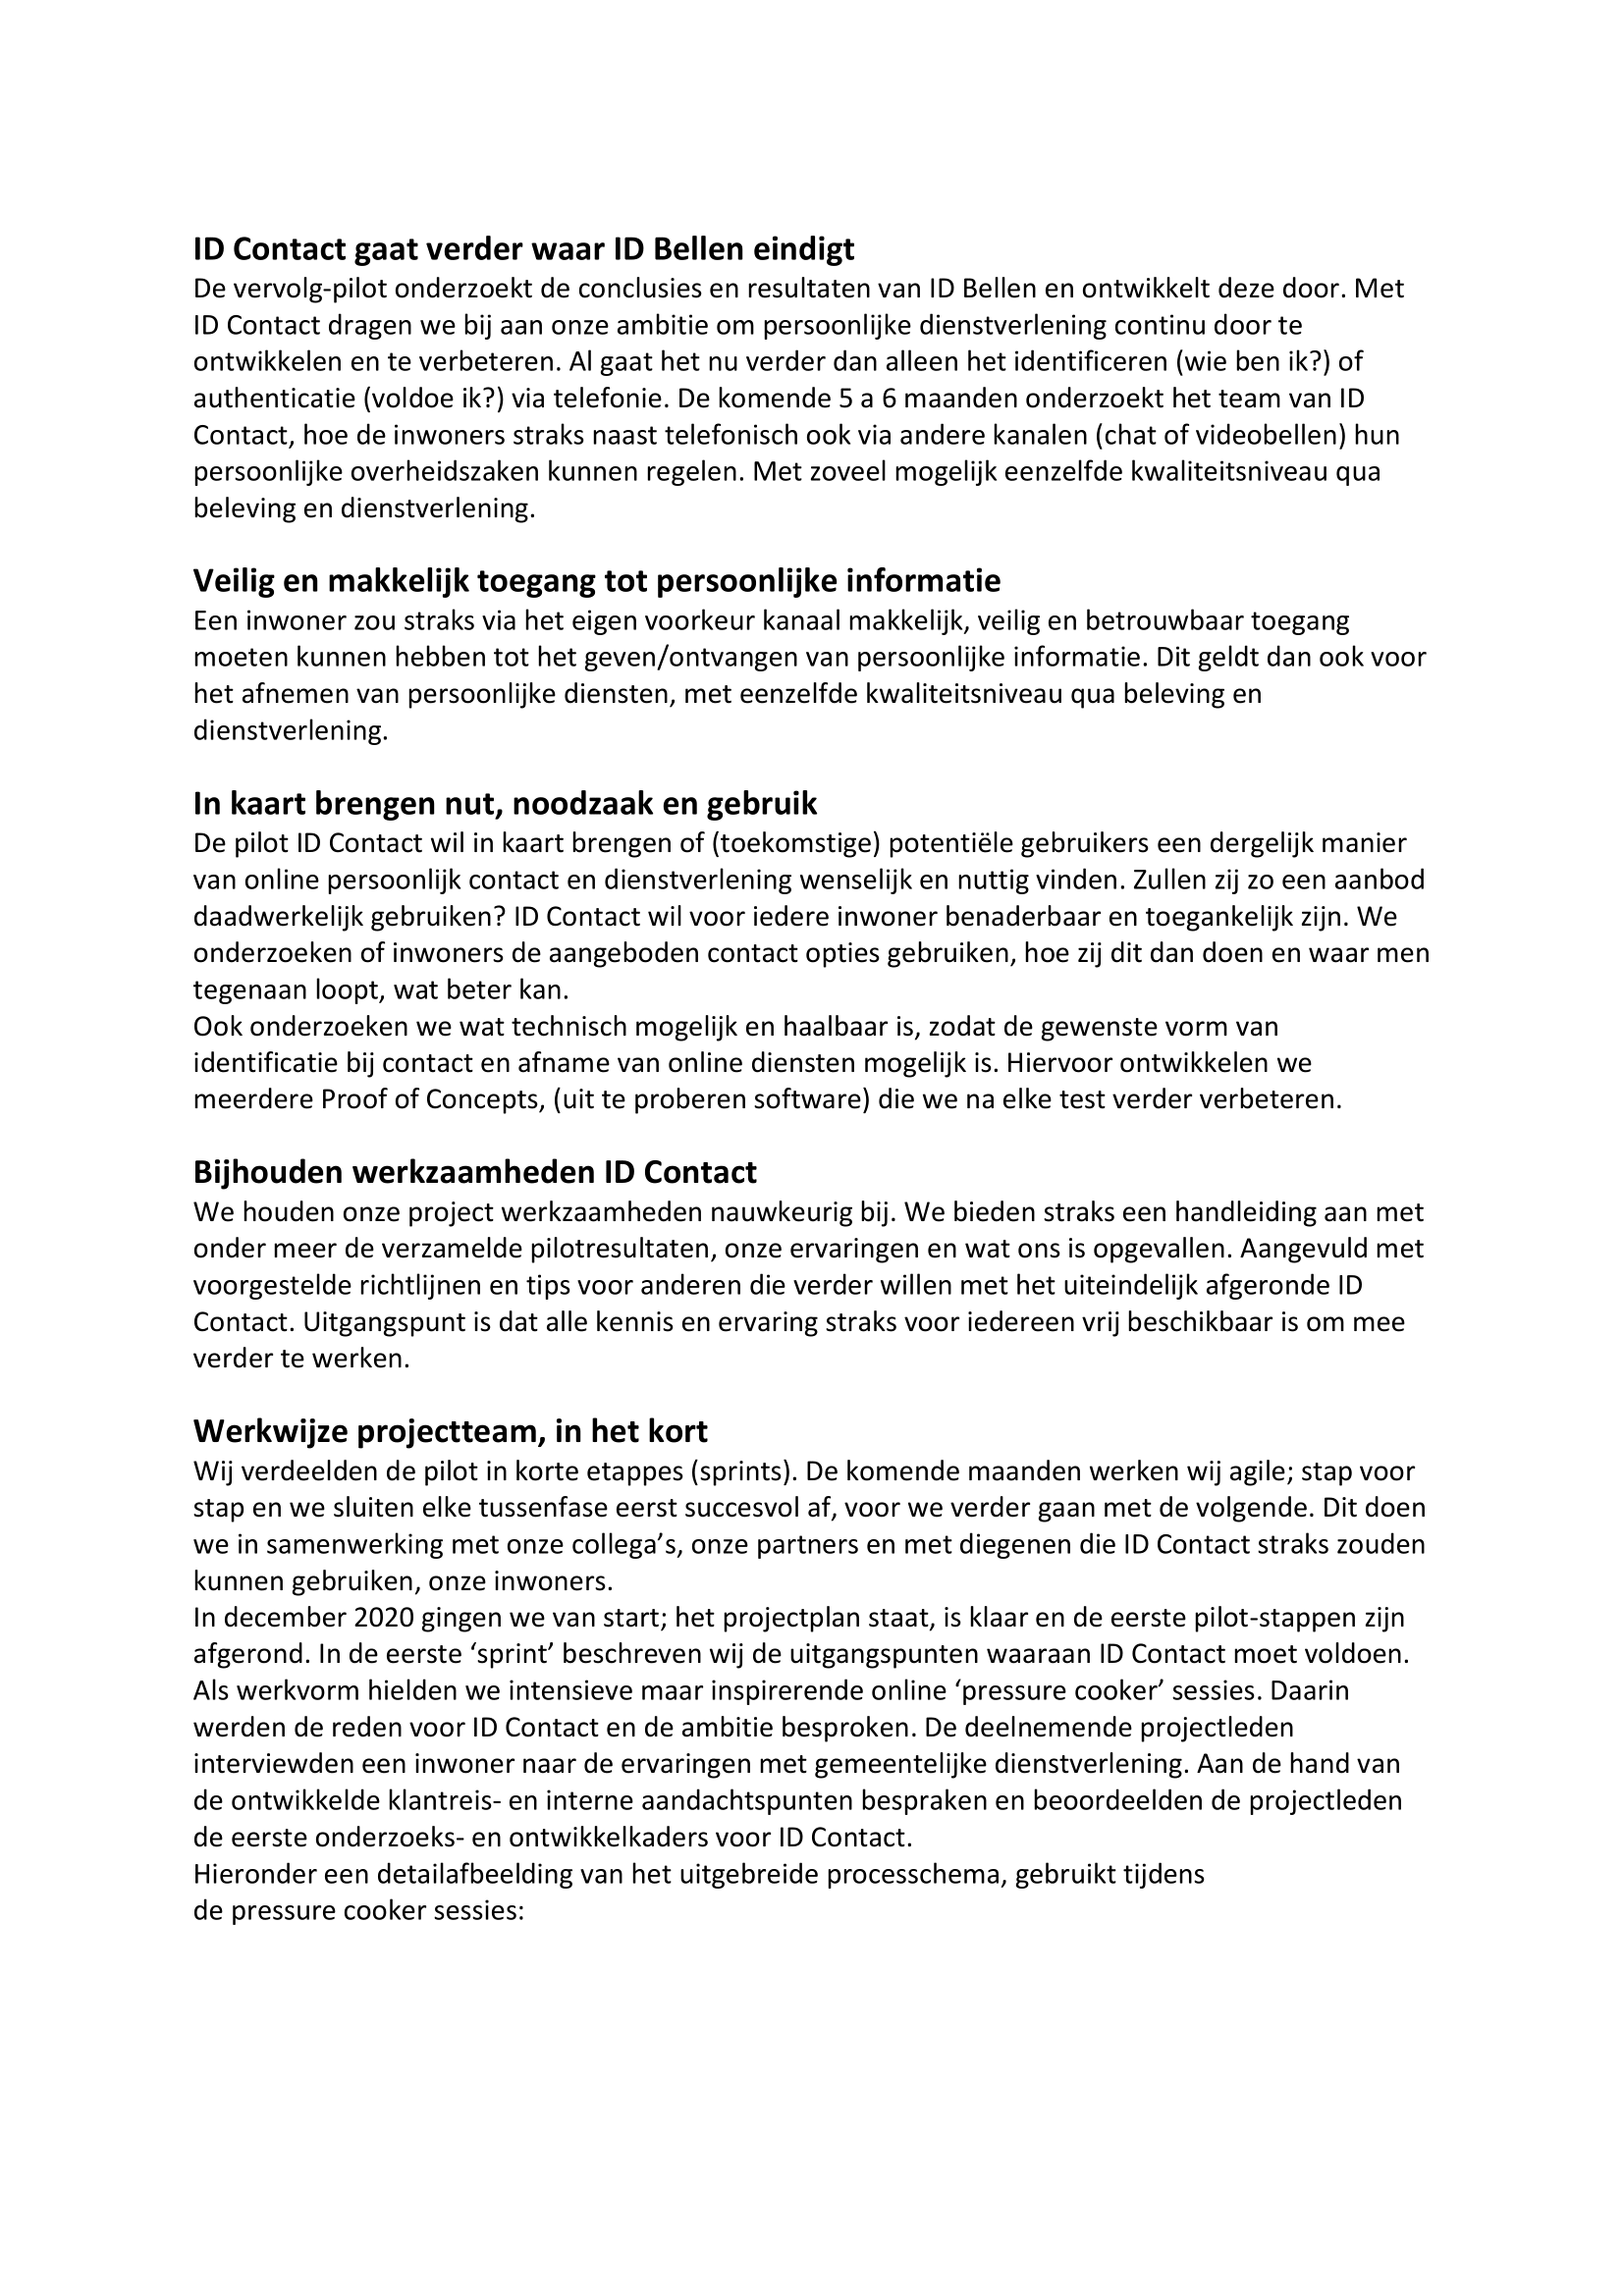 ID Contact gaat verder waar ID Bellen eindigt
De vervolg-pilot onderzoekt de conclusies en resultaten van ID Bellen en ontwikkelt deze door. Met
ID Contact dragen we bij aan onze ambitie om persoonlijke dienstverlening continu door te
ontwikkelen en te verbeteren. Al gaat het nu verder dan alleen het identificeren (wie ben ik?) of
authenticatie (voldoe ik?) via telefonie. De komende 5 a 6 maanden onderzoekt het team van ID
Contact, hoe de inwoners straks naast telefonisch ook via andere kanalen (chat of videobellen) hun
persoonlijke overheidszaken kunnen regelen. Met zoveel mogelijk eenzelfde kwaliteitsniveau qua
beleving en dienstverlening.
Veilig en makkelijk toegang tot persoonlijke informatie
Een inwoner zou straks via het eigen voorkeur kanaal makkelijk, veilig en betrouwbaar toegang
moeten kunnen hebben tot het geven/ontvangen van persoonlijke informatie. Dit geldt dan ook voor
het afnemen van persoonlijke diensten, met eenzelfde kwaliteitsniveau qua beleving en
dienstverlening.
In kaart brengen nut, noodzaak en gebruik
De pilot ID Contact wil in kaart brengen of (toekomstige) potentiële gebruikers een dergelijk manier
van online persoonlijk contact en dienstverlening wenselijk en nuttig vinden. Zullen zij zo een aanbod
daadwerkelijk gebruiken? ID Contact wil voor iedere inwoner benaderbaar en toegankelijk zijn. We
onderzoeken of inwoners de aangeboden contact opties gebruiken, hoe zij dit dan doen en waar men
tegenaan loopt, wat beter kan.
Ook onderzoeken we wat technisch mogelijk en haalbaar is, zodat de gewenste vorm van
identificatie bij contact en afname van online diensten mogelijk is. Hiervoor ontwikkelen we
meerdere Proof of Concepts, (uit te proberen software) die we na elke test verder verbeteren.
Bijhouden werkzaamheden ID Contact
We houden onze project werkzaamheden nauwkeurig bij. We bieden straks een handleiding aan met
onder meer de verzamelde pilotresultaten, onze ervaringen en wat ons is opgevallen. Aangevuld met
voorgestelde richtlijnen en tips voor anderen die verder willen met het uiteindelijk afgeronde ID
Contact. Uitgangspunt is dat alle kennis en ervaring straks voor iedereen vrij beschikbaar is om mee
verder te werken.
Werkwijze projectteam, in het kort
Wij verdeelden de pilot in korte etappes (sprints). De komende maanden werken wij agile; stap voor
stap en we sluiten elke tussenfase eerst succesvol af, voor we verder gaan met de volgende. Dit doen
we in samenwerking met onze collega’s, onze partners en met diegenen die ID Contact straks zouden
kunnen gebruiken, onze inwoners.
In december 2020 gingen we van start; het projectplan staat, is klaar en de eerste pilot-stappen zijn
afgerond. In de eerste ‘sprint’ beschreven wij de uitgangspunten waaraan ID Contact moet voldoen.
Als werkvorm hielden we intensieve maar inspirerende online ‘pressure cooker’ sessies. Daarin
werden de reden voor ID Contact en de ambitie besproken. De deelnemende projectleden
interviewden een inwoner naar de ervaringen met gemeentelijke dienstverlening. Aan de hand van
de ontwikkelde klantreis- en interne aandachtspunten bespraken en beoordeelden de projectleden
de eerste onderzoeks- en ontwikkelkaders voor ID Contact.
Hieronder een detailafbeelding van het uitgebreide processchema, gebruikt tijdens
de pressure cooker sessies: